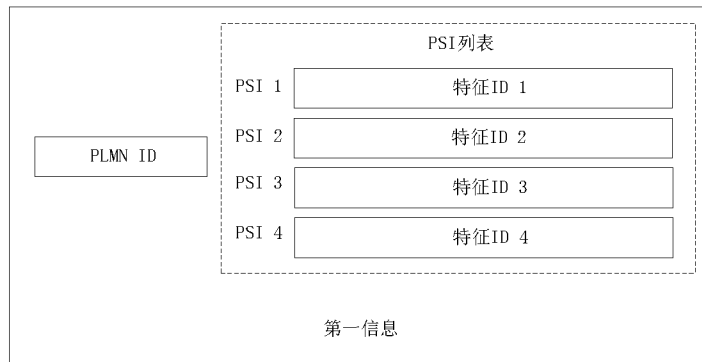 PSI列表
PSI 1 特征ID 1
PSI 2 特征ID 2
PLMN ID
PSI 3 特征ID 3
PSI 4 特征ID 4
第一信息